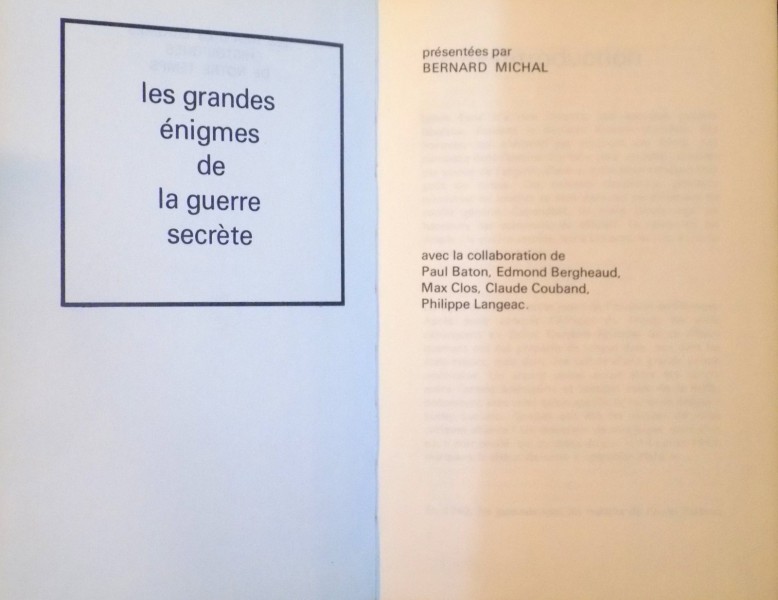 les grandes
énigmes
de
la guerre
secrète
présentées par
BERNARD MICHAL
avec la collaboration de
Paul Baton, Edmond Bergheaud,
Max Clos, Claude Couband,
Philippe Langeac.